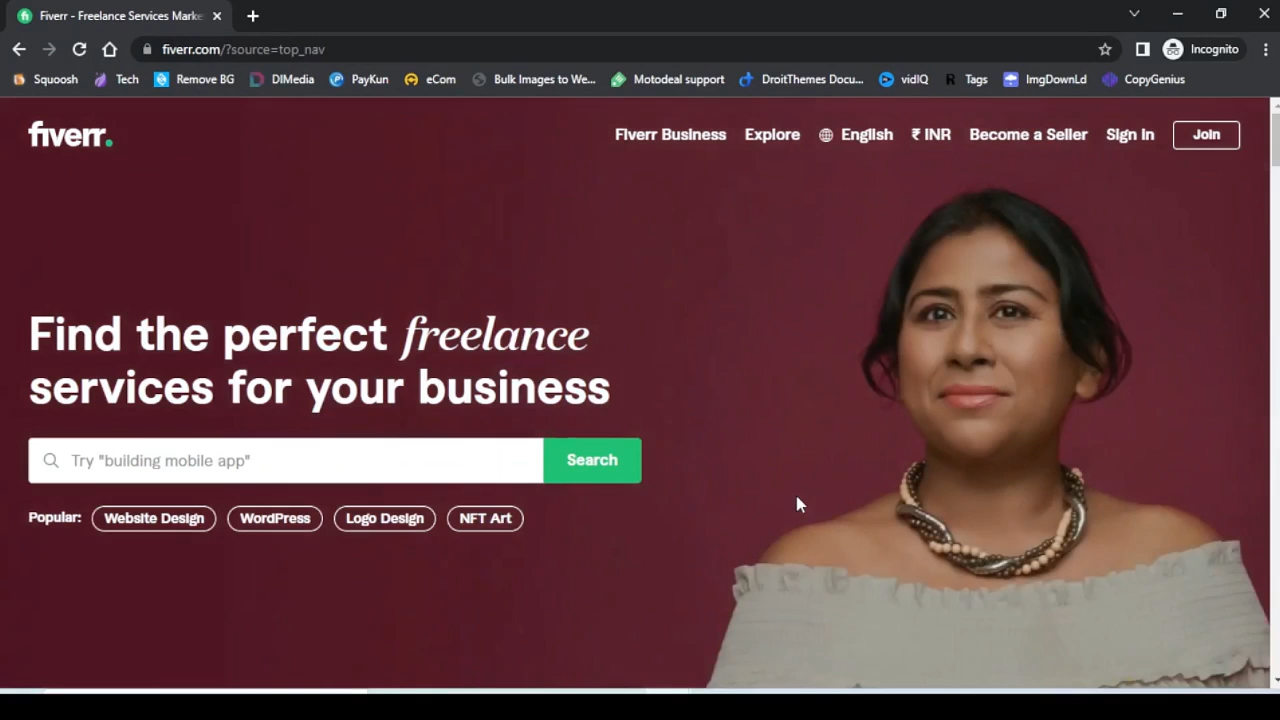 Fiverr - Freelance Services Marke
fiverr.com/?source=top_nav
Incognito
Squoosh Tech Remove BG DIMedia PayKun eCom Bulk Images to We... Motodeal support DroitThemes Docu... vidIQ Tags ImgDownLd CopyGenius
fiverr. Fiverr Business Explore English ₹ INR Become a Seller Sign In Join
Find the perfect freelance
services for your business
Try "building mobile app" Search
Popular: Website Design WordPress Logo Design NFT Art